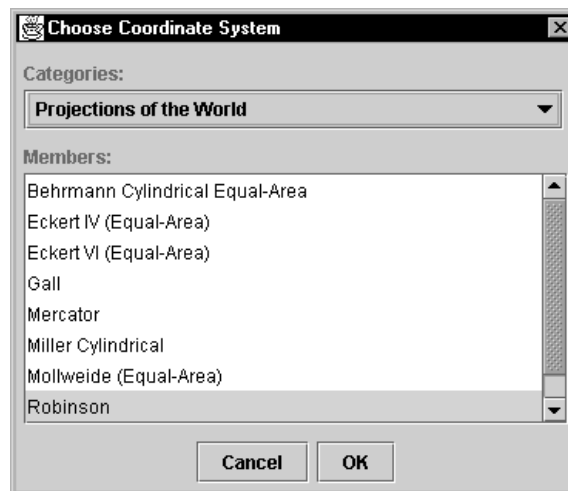 Choose Coordinate System
Categories:
Projections of the World
Members:
Behrmann Cylindrical Equal-Area
Eckert IV (Equal-Area)
Eckert VI (Equal-Area)
Gall
Mercator
Miller Cylindrical
Mollweide (Equal-Area)
Robinson
Cancel OK